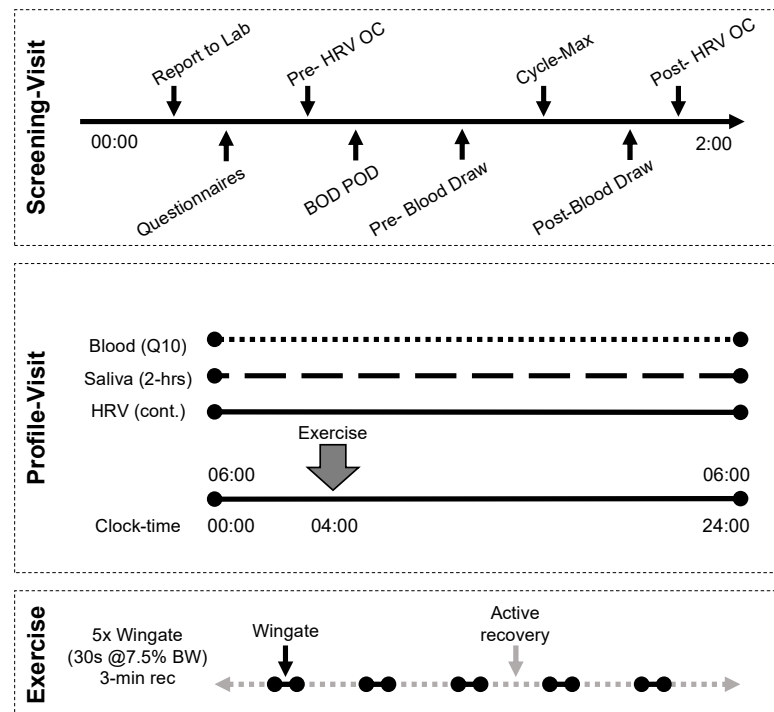 Screening-Visit
Report to Lab
Pre- HRV OC
Cycle-Max
Post- HRV OC
00:00
2:00
Questionnaires
BOD POD
Pre- Blood Draw
Post-Blood Draw
Profile-Visit
Blood (Q10)
Saliva (2-hrs)
HRV (cont.)
Exercise
06:00
06:00
Clock-time
00:00
04:00
24:00
Exercise
5x Wingate
(30s @7.5% BW)
3-min rec
Wingate
Active
recovery